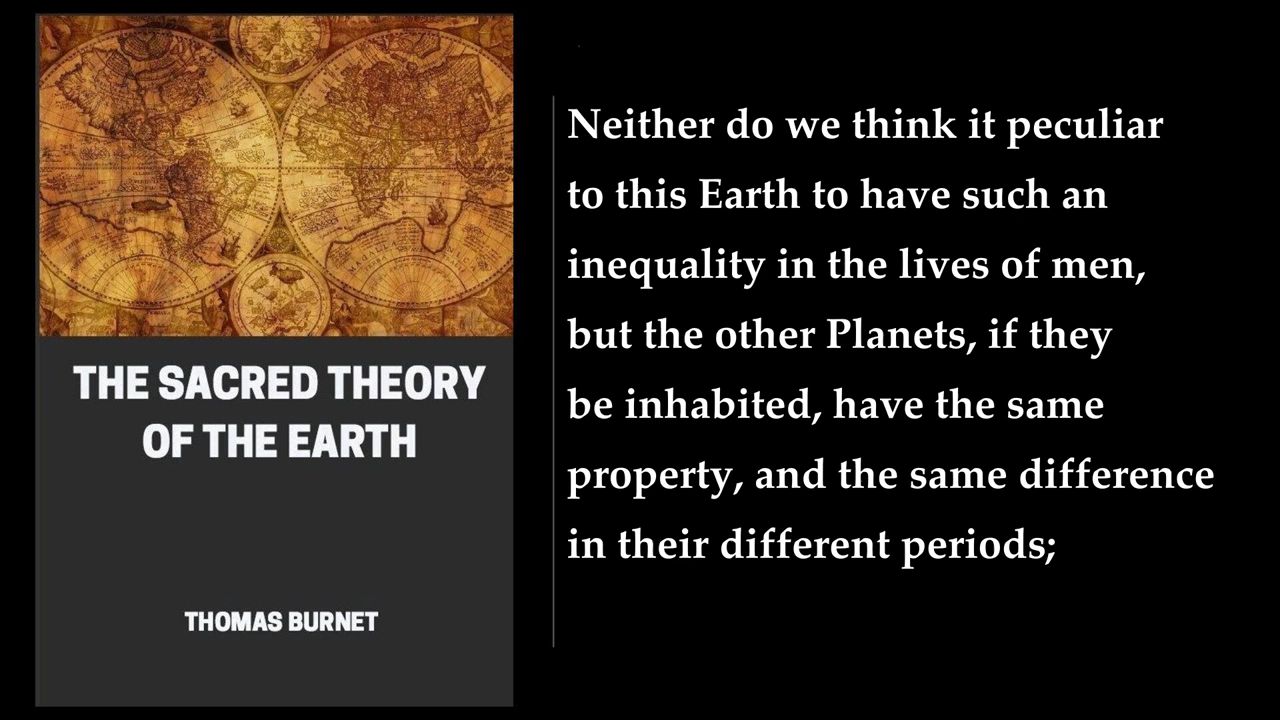 THE SACRED THEORY
OF THE EARTH
THOMAS BURNET
Neither do we think it peculiar
to this Earth to have such an
inequality in the lives of men,
but the other Planets, if they
be inhabited, have the same
property, and the same difference
in their different periods;